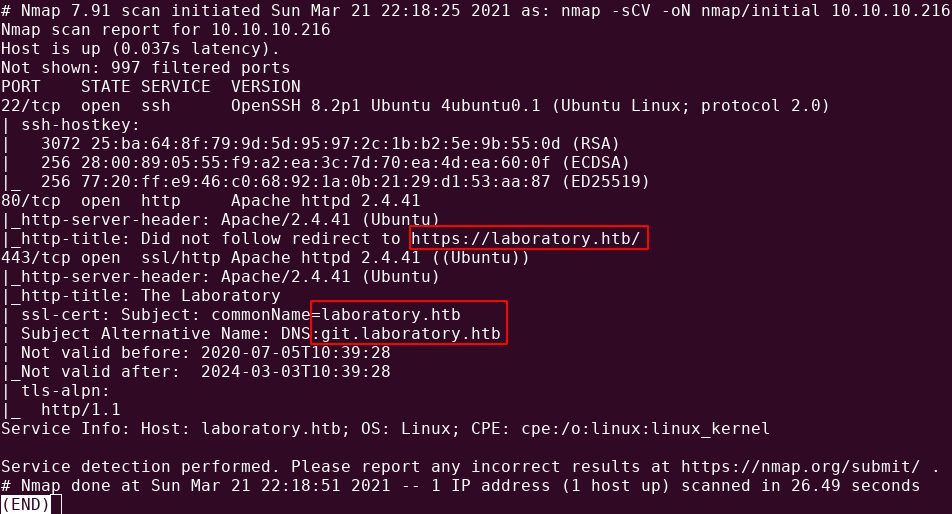 # Nmap 7.91 scan initiated Sun Mar 21 22:18:25 2021 as: nmap -sCV -oN nmap/initial 10.10.10.216
Nmap scan report for 10.10.10.216
Host is up (0.037s latency).
Not shown: 997 filtered ports
PORT    STATE SERVICE  VERSION
22/tcp  open  ssh      OpenSSH 8.2p1 Ubuntu 4ubuntu0.1 (Ubuntu Linux; protocol 2.0)
| ssh-hostkey:
|   3072 25:ba:64:8f:79:9d:5d:95:97:2c:1b:b2:5e:9b:55:0d (RSA)
|   256 28:00:89:05:55:f9:a2:ea:3c:7d:70:ea:4d:ea:60:0f (ECDSA)
|_  256 77:20:ff:e9:46:c0:68:92:1a:0b:21:29:d1:53:aa:87 (ED25519)
80/tcp  open  http     Apache httpd 2.4.41
|_http-server-header: Apache/2.4.41 (Ubuntu)
|_http-title: Did not follow redirect to https://laboratory.htb/
443/tcp open  ssl/http Apache httpd 2.4.41 ((Ubuntu))
|_http-server-header: Apache/2.4.41 (Ubuntu)
|_http-title: The Laboratory
| ssl-cert: Subject: commonName=laboratory.htb
| Subject Alternative Name: DNS:git.laboratory.htb
| Not valid before: 2020-07-05T10:39:28
|_Not valid after:  2024-03-03T10:39:28
| tls-alpn:
|_  http/1.1
Service Info: Host: laboratory.htb; OS: Linux; CPE: cpe:/o:linux:linux_kernel
Service detection performed. Please report any incorrect results at https://nmap.org/submit/ .
# Nmap done at Sun Mar 21 22:18:51 2021 -- 1 IP address (1 host up) scanned in 26.49 seconds
(END)